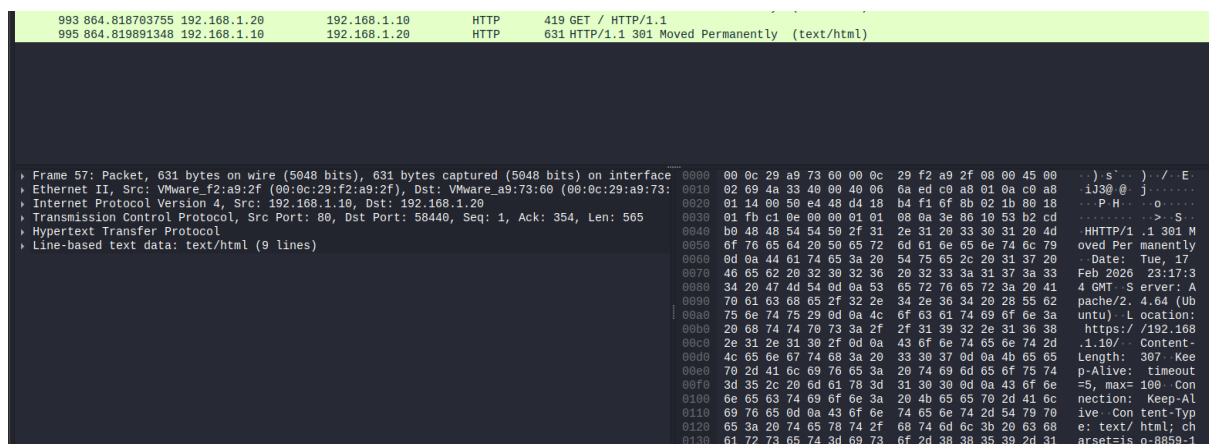 993 864.818703755 192.168.1.20 192.168.1.10 HTTP 419 GET / HTTP/1.1
995 864.819891348 192.168.1.10 192.168.1.20 HTTP 631 HTTP/1.1 301 Moved Permanently (text/html)
Frame 57: Packet, 631 bytes on wire (5048 bits), 631 bytes captured (5048 bits) on interface
Ethernet II, Src: VMware_f2:a9:2f (00:0c:29:f2:a9:2f), Dst: VMware_a9:73:60 (00:0c:29:a9:73:
Internet Protocol Version 4, Src: 192.168.1.10, Dst: 192.168.1.20
Transmission Control Protocol, Src Port: 80, Dst Port: 58440, Seq: 1, Ack: 354, Len: 565
Hypertext Transfer Protocol
Line-based text data: text/html (9 lines)
0000 00 0c 29 a9 73 60 00 0c 29 f2 a9 2f 08 00 45 00 ··)·s`·· )··/··E·
0010 02 69 4a 33 40 00 40 06 6a ed c0 a8 01 0a c0 a8 ·iJ3@·@· j·······
0020 01 14 00 50 e4 48 d4 18 b4 f1 6f 8b 02 1b 80 18 ···P·H·· ··o·····
0030 01 fb c1 0e 00 00 01 01 08 0a 3e 86 10 53 b2 cd ········ ··>··S··
0040 b0 48 48 54 54 50 2f 31 2e 31 20 33 30 31 20 4d ·HHTTP/1 .1 301 M
0050 6f 76 65 64 20 50 65 72 6d 61 6e 65 6e 74 6c 79 oved Per manently
0060 0d 0a 44 61 74 65 3a 20 54 75 65 2c 20 31 37 20 ··Date: Tue, 17
0070 46 65 62 20 32 30 32 36 20 32 33 3a 31 37 3a 33 Feb 2026 23:17:3
0080 34 20 47 4d 54 0d 0a 53 65 72 76 65 72 3a 20 41 4 GMT··S erver: A
0090 70 61 63 68 65 2f 32 2e 34 2e 36 34 20 28 55 62 pache/2. 4.64 (Ub
00a0 75 6e 74 75 29 0d 0a 4c 6f 63 61 74 69 6f 6e 3a untu)··L ocation:
00b0 20 68 74 74 70 73 3a 2f 2f 31 39 32 2e 31 36 38 https:/ /192.168
00c0 2e 31 2e 31 30 2f 0d 0a 43 6f 6e 74 65 6e 74 2d .1.10/·· Content-
00d0 4c 65 6e 67 74 68 3a 20 33 30 37 0d 0a 4b 65 65 Length: 307··Kee
00e0 70 2d 41 6c 69 76 65 3a 20 74 69 6d 65 6f 75 74 p-Alive: timeout
00f0 3d 35 2c 20 6d 61 78 3d 31 30 30 0d 0a 43 6f 6e =5, max= 100··Con
0100 6e 65 63 74 69 6f 6e 3a 20 4b 65 65 70 2d 41 6c nection: Keep-Al
0110 69 76 65 0d 0a 43 6f 6e 74 65 6e 74 2d 54 79 70 ive··Con tent-Typ
0120 65 3a 20 74 65 78 74 2f 68 74 6d 6c 3b 20 63 68 e: text/ html; ch
0130 61 72 73 65 74 3d 69 73 6f 2d 38 38 35 39 2d 31 arset=is o-8859-1